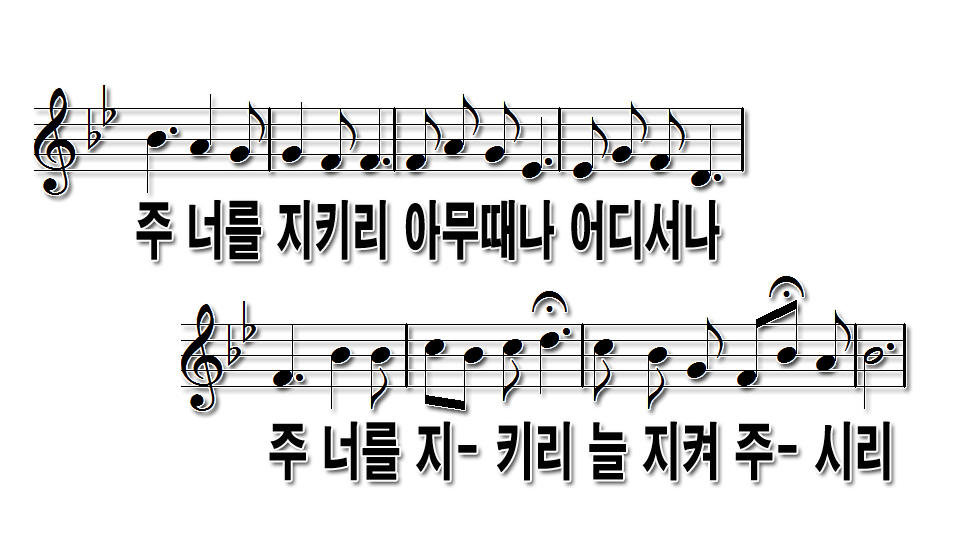 주 너를 지키리 아무때나 어디서나
주 너를 지- 키리 늘 지켜 주- 시리